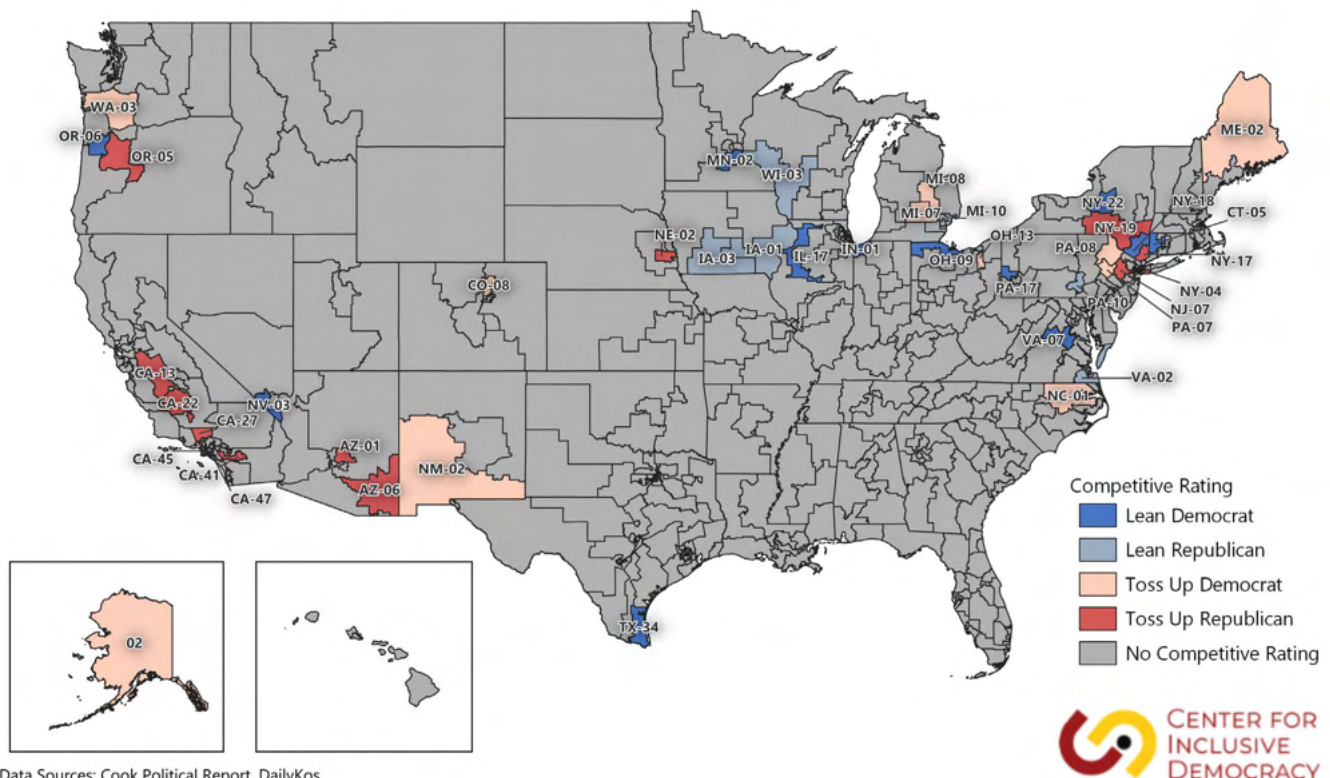 ME-02
WA-03
OR-06
OR-05
MN-02
WI-03
MI-08
MI-07
MI-10
NY-22
NY-18
CT-05
NY-19
NE-02
IA-03
IA-01
IL-17
IN-01
OH-13
OH-09
PA-08
NY-17
CO-08
PA-17
PA-10
NY-04
NJ-07
PA-07
VA-07
CA-13
CA-22
NV-03
CA-27
VA-02
NC-01
CA-45
CA-41
CA-47
AZ-01
AZ-06
NM-02
TX-34
02
Competitive Rating
Lean Democrat
Lean Republican
Toss Up Democrat
Toss Up Republican
No Competitive Rating
CENTER FOR
INCLUSIVE
DEMOCRACY
Data Sources: Cook Political Report, DailyKos